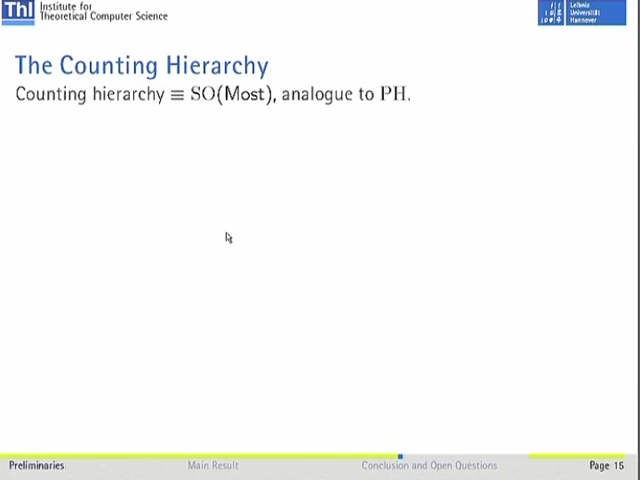 ThI
Institute for
Theoretical Computer Science
Leibniz
Universität
Hannover
The Counting Hierarchy
Counting hierarchy ≡ SO(Most), analogue to PH.
Preliminaries
Main Result
Conclusion and Open Questions
Page 15